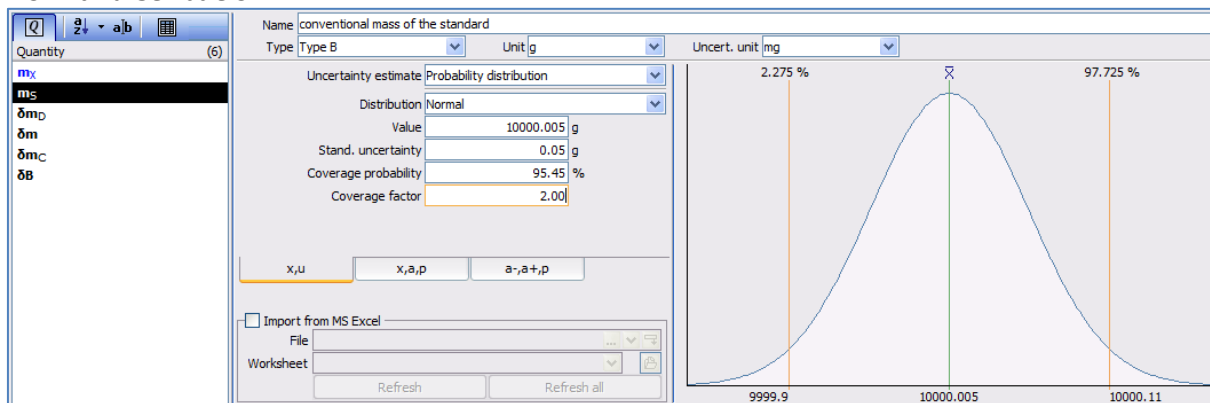 Name conventional mass of the standard
Type Type B Unit g Uncert. unit mg
Quantity (6)
mX
mS
δmD
δm
δmC
δB
Uncertainty estimate Probability distribution
Distribution Normal
Value 10000.005 g
Stand. uncertainty 0.05 g
Coverage probability 95.45 %
Coverage factor 2.00
x,u x,a,p a-,a+,p
Import from MS Excel
File ...
Worksheet
Refresh Refresh all
2.275 % x̄ 97.725 %
9999.9 10000.005 10000.11